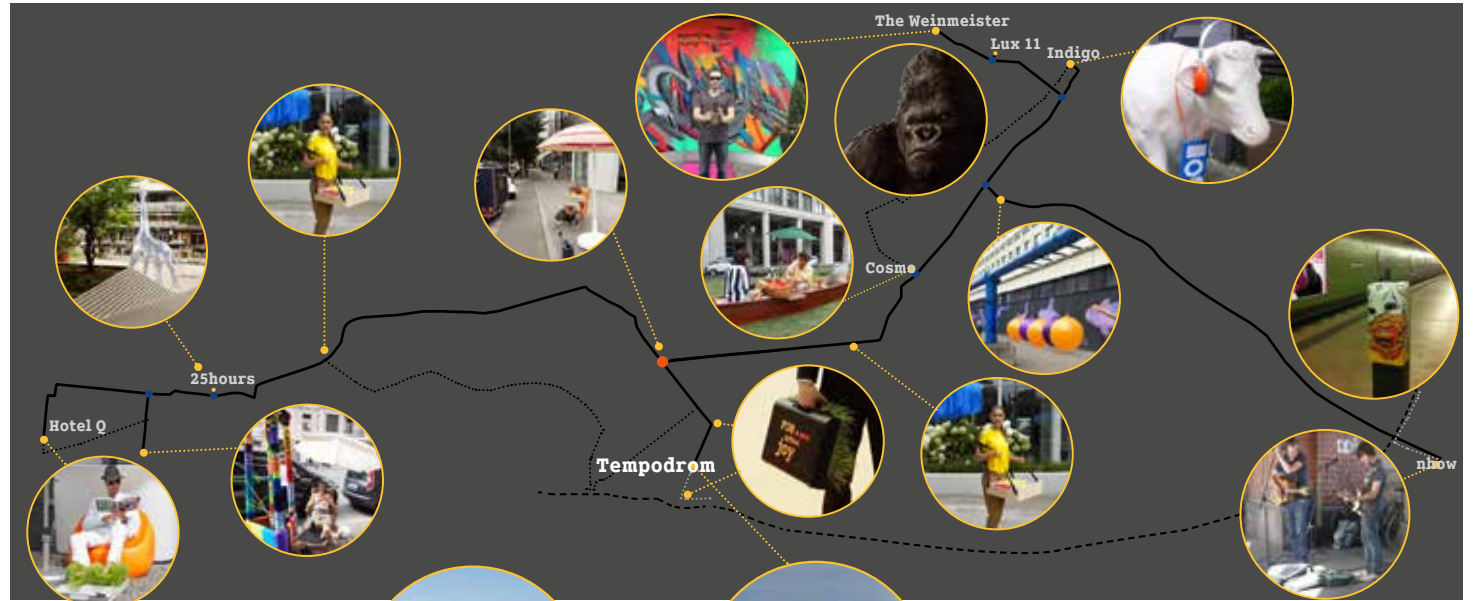 The Weinmeister
Lux 11
Indigo
Cosmo
25hours
Hotel Q
Tempodrom
nhow